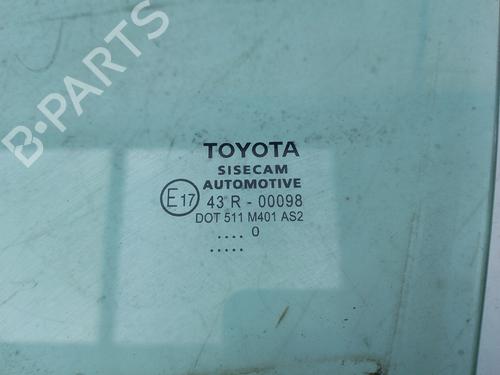 B-PARTS
TOYOTA
SISECAM
AUTOMOTIVE
E17 43 R - 00098
DOT 511 M401 AS2
.... 0
.....